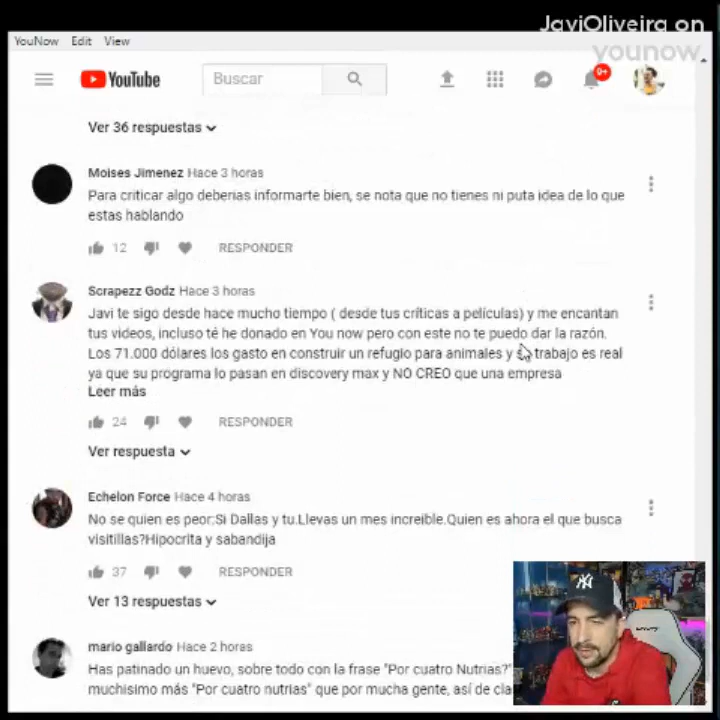 JaviOliveira on
younow
YouNow Edit View
YouTube
Buscar
9+
Ver 36 respuestas
Moises Jimenez Hace 3 horas
Para criticar algo deberias informarte bien, se nota que no tienes ni puta idea de lo que
estas hablando
12 RESPONDER
Scrapezz Godz Hace 3 horas
Javi te sigo desde hace mucho tiempo ( desde tus críticas a películas) y me encantan
tus videos, incluso té he donado en You now pero con este no te puedo dar la razón.
Los 71.000 dólares los gasto en construir un refugio para animales y trabajo es real
ya que su programa lo pasan en discovery max y NO CREO que una empresa
Leer más
24 RESPONDER
Ver respuesta
Echelon Force Hace 4 horas
No se quien es peor:Si Dallas y tu.Llevas un mes increible.Quien es ahora el que busca
visitillas?Hipocrita y sabandija
37 RESPONDER
Ver 13 respuestas
mario gallardo Hace 2 horas
Has patinado un huevo, sobre todo con la frase "Por cuatro Nutrias?"
muchisimo más "Por cuatro nutrias" que por mucha gente, así de